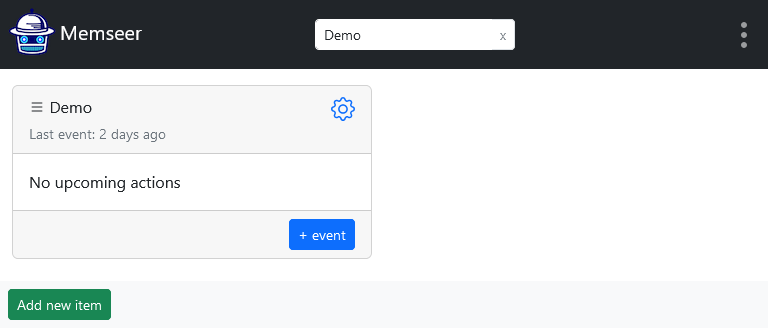 Memseer
Demo x
Demo
Last event: 2 days ago
No upcoming actions
+ event
Add new item